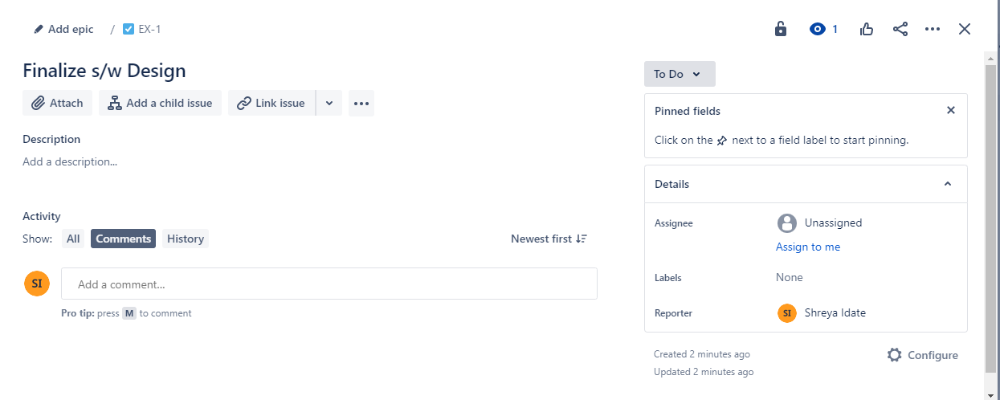 Add epic / EX-1
1
Finalize s/w Design
Attach Add a child issue Link issue
Description
Add a description...
Activity
Show: All Comments History Newest first
SI Add a comment...
Pro tip: press M to comment
To Do
Pinned fields
Click on the next to a field label to start pinning.
Details
Assignee Unassigned
Assign to me
Labels None
Reporter SI Shreya Idate
Created 2 minutes ago
Updated 2 minutes ago
Configure